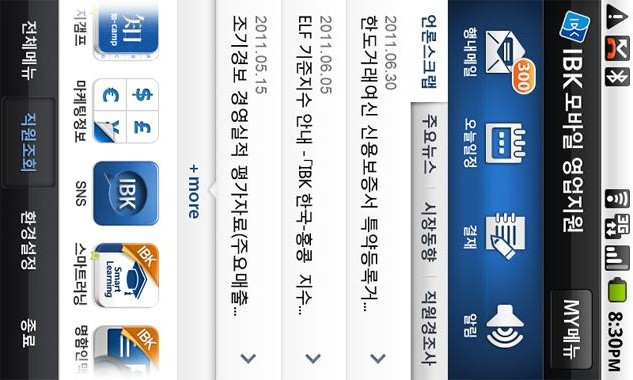 3G 8:30PM
IBK IBK 모바일 영업지원 MY메뉴
300
행내메일 오늘일정 결재 알림
언론스크랩 주요뉴스 시장동향 직원경조사
2011.06.30
한도거래여신 신용보증서 특약등록거...
2011.06.05
ELF 기준지수 안내 -「IBK 한국-홍콩 지수...
2011.05.15
조기경보 경영실적 평가자료(주요매출...
+ more
知 $ £ IBK IBK IBK
e-camp € ¥ Smart Learning
지캠프 마케팅정보 SNS 스마트러닝 명함인맥
전체메뉴 직원조회 환경설정 종료